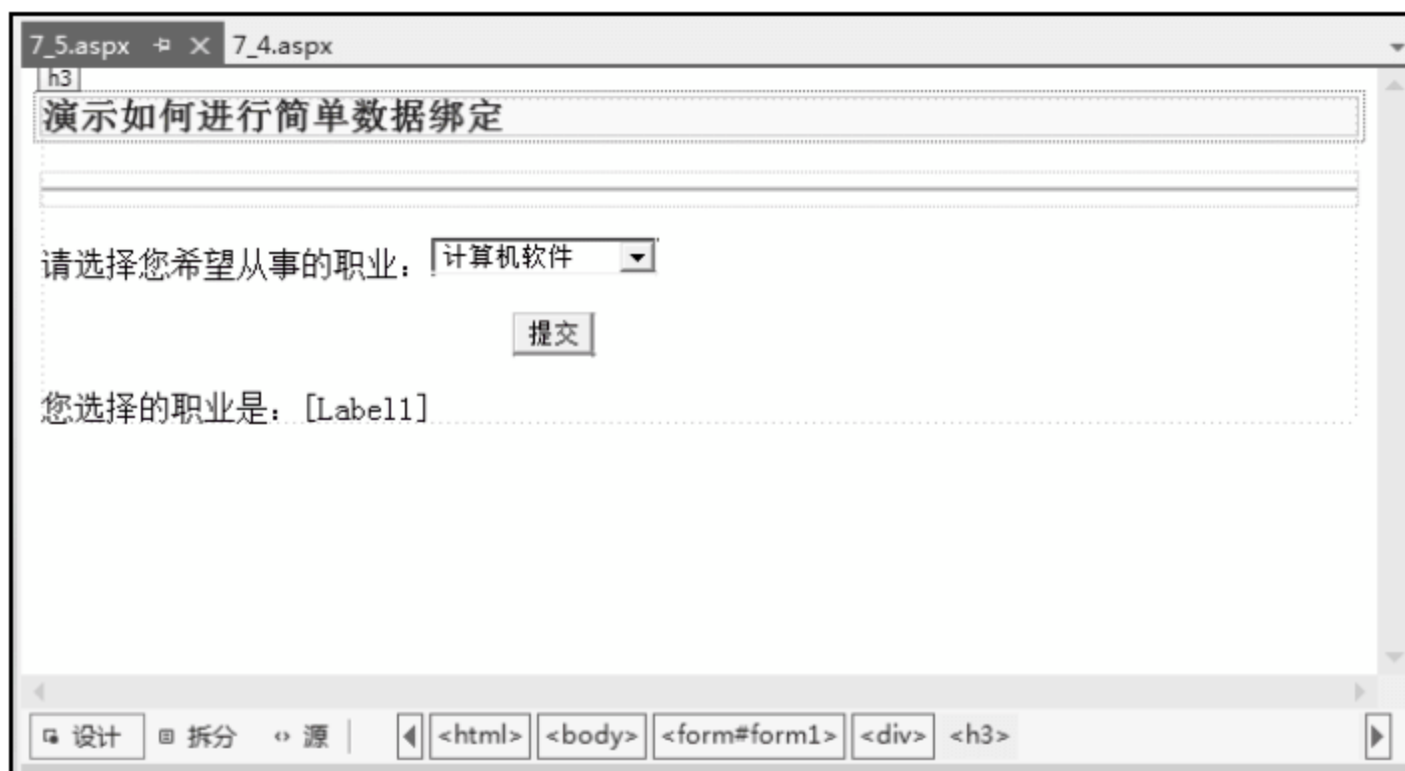 7_5.aspx 7_4.aspx
h3
演示如何进行简单数据绑定
请选择您希望从事的职业： 计算机软件
提交
您选择的职业是：[Label1]
设计 拆分 源 <html> <body> <form#form1> <div> <h3>